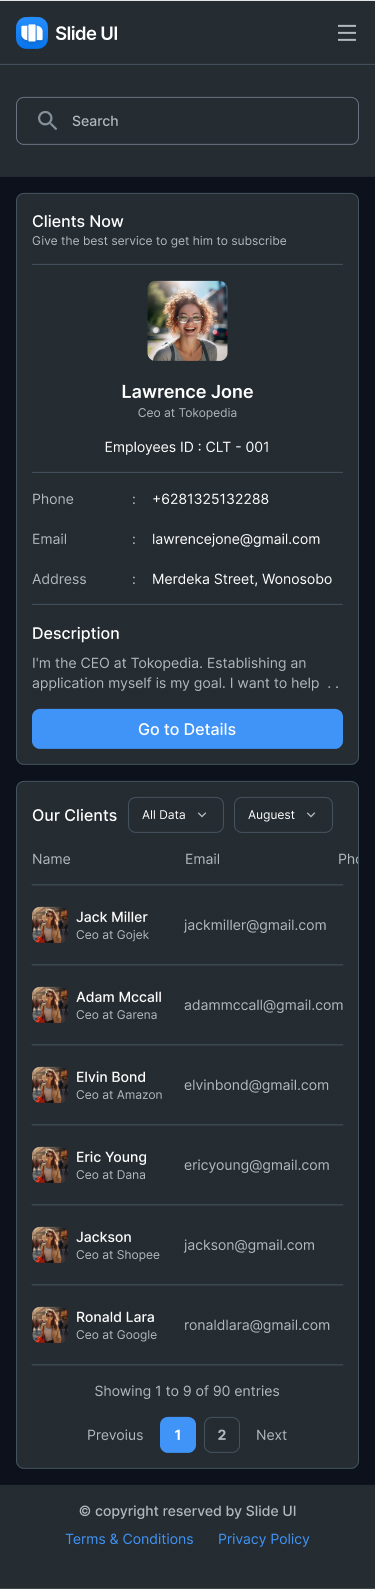 Slide UI
Search
Clients Now
Give the best service to get him to subscribe
Lawrence Jone
Ceo at Tokopedia
Employees ID : CLT - 001
Phone : +6281325132288
Email : lawrencejone@gmail.com
Address : Merdeka Street, Wonosobo
Description
I'm the CEO at Tokopedia. Establishing an
application myself is my goal. I want to help . .
Go to Details
Our Clients All Data Auguest
Name Email Pho
Jack Miller
Ceo at Gojek
jackmiller@gmail.com
Adam Mccall
Ceo at Garena
adammccall@gmail.com
Elvin Bond
Ceo at Amazon
elvinbond@gmail.com
Eric Young
Ceo at Dana
ericyoung@gmail.com
Jackson
Ceo at Shopee
jackson@gmail.com
Ronald Lara
Ceo at Google
ronaldlara@gmail.com
Showing 1 to 9 of 90 entries
Prevoius 1 2 Next
© copyright reserved by Slide UI
Terms & Conditions Privacy Policy